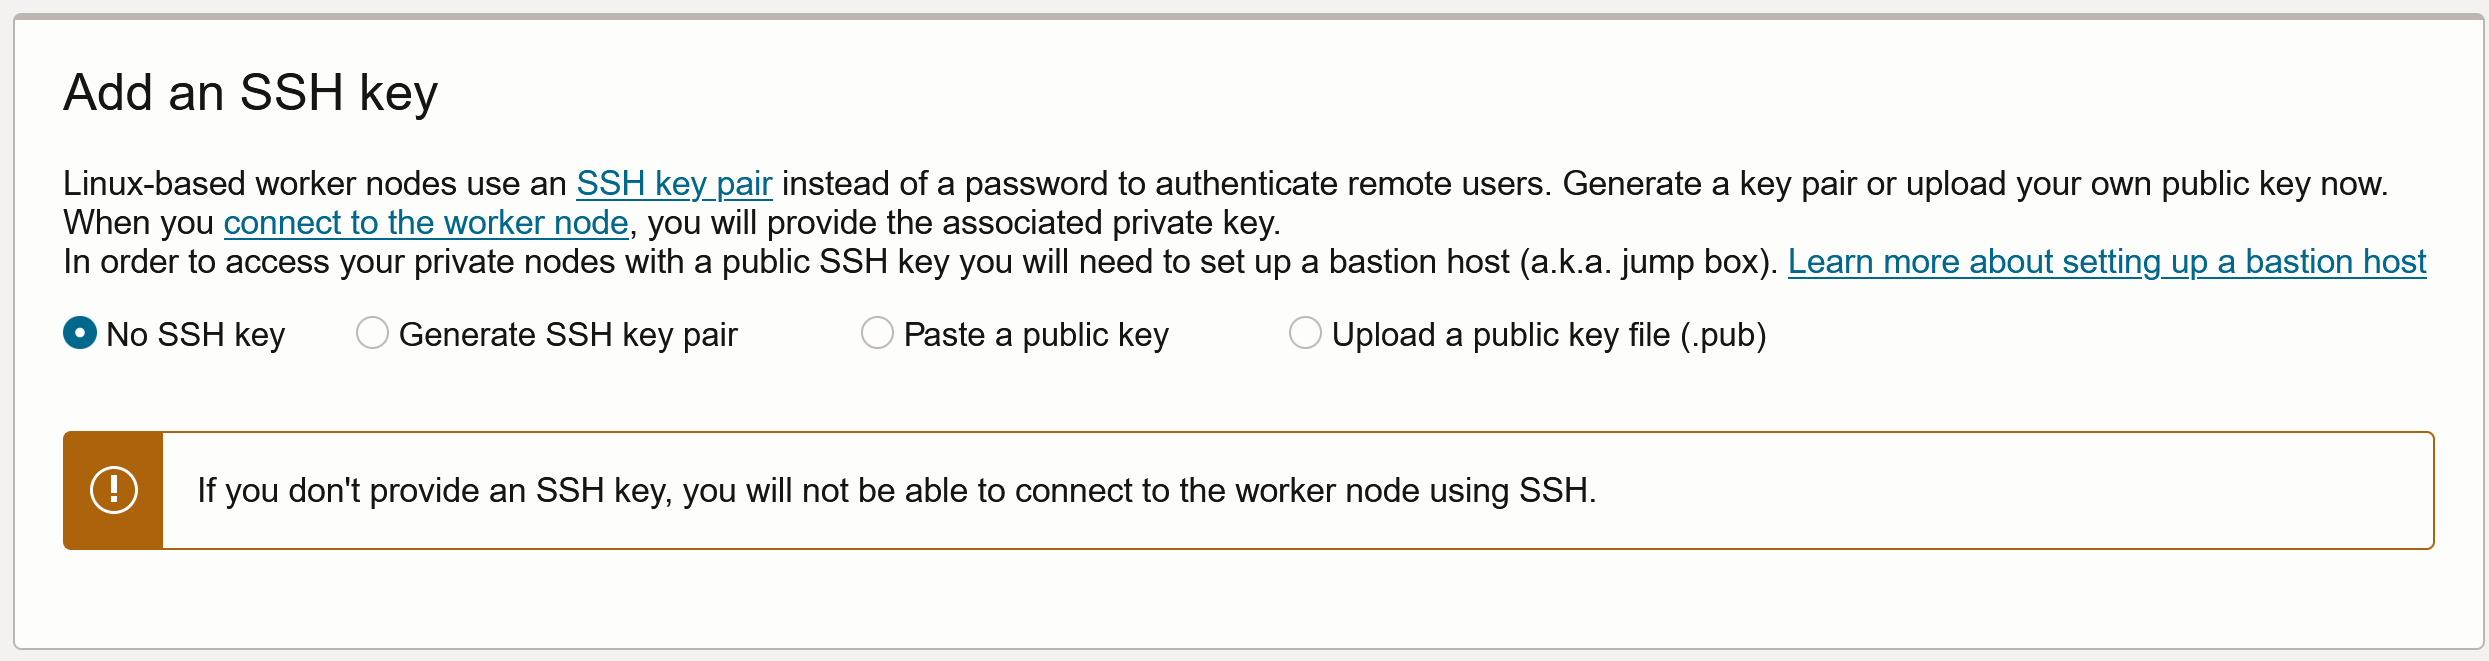 Add an SSH key
Linux-based worker nodes use an SSH key pair instead of a password to authenticate remote users. Generate a key pair or upload your own public key now.
When you connect to the worker node, you will provide the associated private key.
In order to access your private nodes with a public SSH key you will need to set up a bastion host (a.k.a. jump box). Learn more about setting up a bastion host
No SSH key Generate SSH key pair Paste a public key Upload a public key file (.pub)
If you don't provide an SSH key, you will not be able to connect to the worker node using SSH.